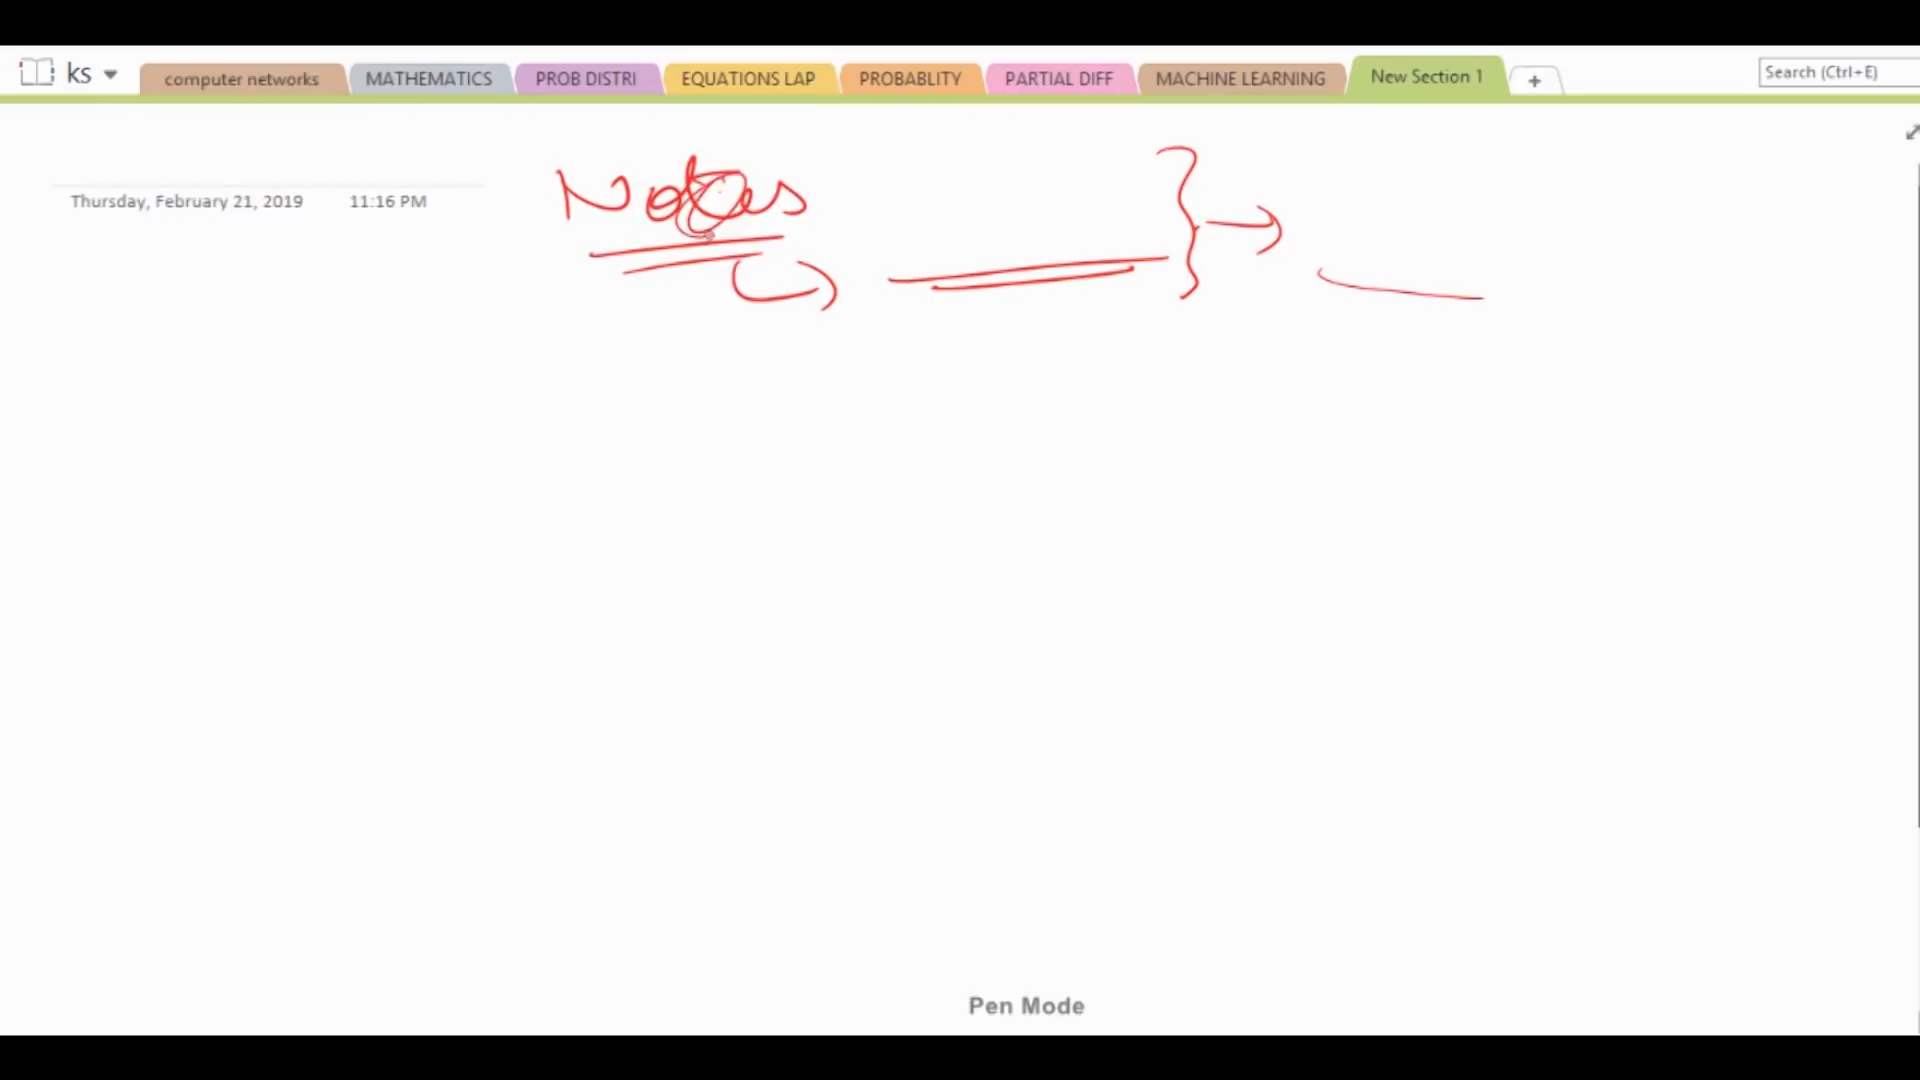 ks computer networks MATHEMATICS PROB DISTRI EQUATIONS LAP PROBABLITY PARTIAL DIFF MACHINE LEARNING New Section 1 + Search (Ctrl+E)
Notes
Thursday, February 21, 2019 11:16 PM
Pen Mode